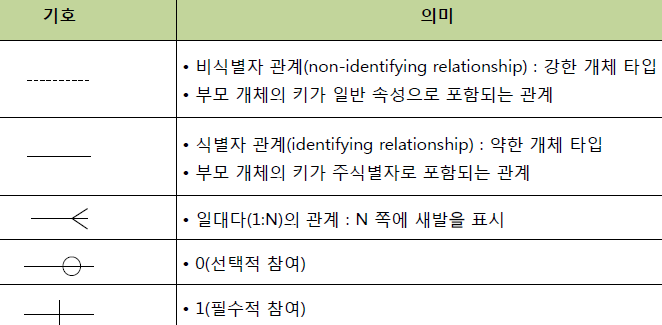 기호 의미
• 비식별자 관계(non-identifying relationship) : 강한 개체 타입
• 부모 개체의 키가 일반 속성으로 포함되는 관계
• 식별자 관계(identifying relationship) : 약한 개체 타입
• 부모 개체의 키가 주식별자로 포함되는 관계
• 일대다(1:N)의 관계 : N 쪽에 새발을 표시
• 0(선택적 참여)
• 1(필수적 참여)